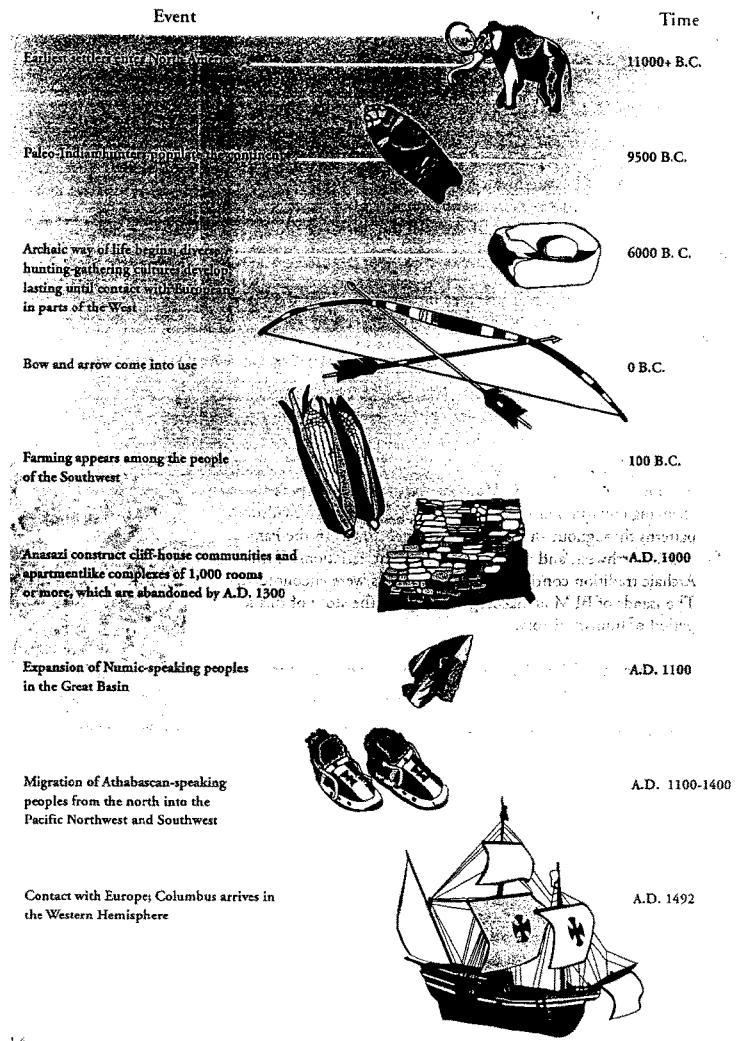 Event
Time
Earliest settlers enter North America
11000+ B.C.
Paleo-Indian hunters populate the continent
9500 B.C.
Archaic way of life begins; diverse
hunting-gathering cultures develop,
lasting until contact with Europeans
in parts of the West
6000 B. C.
Bow and arrow come into use
0 B.C.
Farming appears among the people
of the Southwest
100 B.C.
Anasazi construct cliff-house communities and
apartmentlike complexes of 1,000 rooms
or more, which are abandoned by A.D. 1300
A.D. 1000
Expansion of Numic-speaking peoples
in the Great Basin
A.D. 1100
Migration of Athabascan-speaking
peoples from the north into the
Pacific Northwest and Southwest
A.D. 1100-1400
Contact with Europe; Columbus arrives in
the Western Hemisphere
A.D. 1492